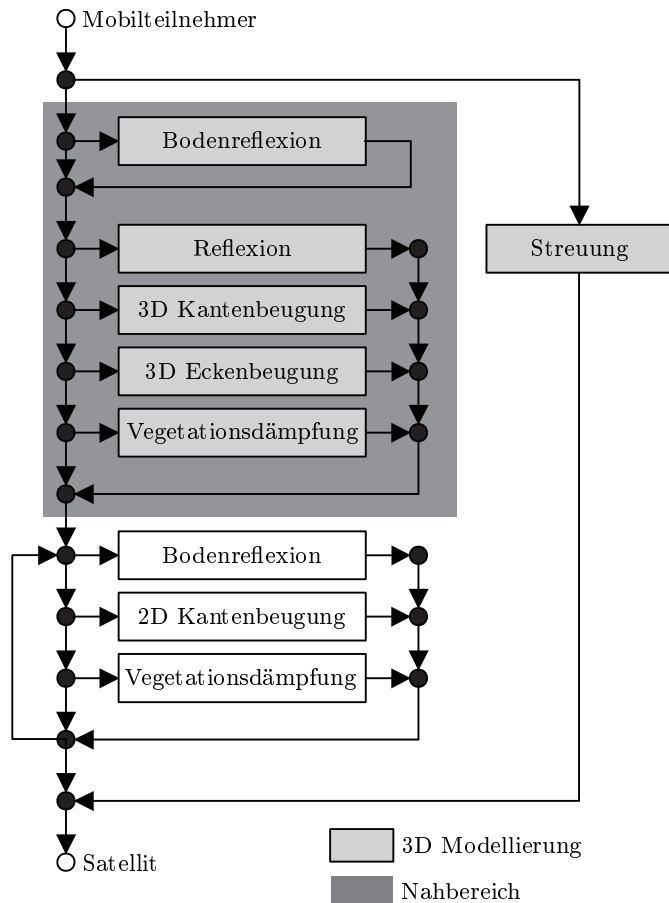 Mobilteilnehmer
Bodenreflexion
Reflexion
Streuung
3D Kantenbeugung
3D Eckenbeugung
Vegetationsdämpfung
Bodenreflexion
2D Kantenbeugung
Vegetationsdämpfung
Satellit
3D Modellierung
Nahbereich